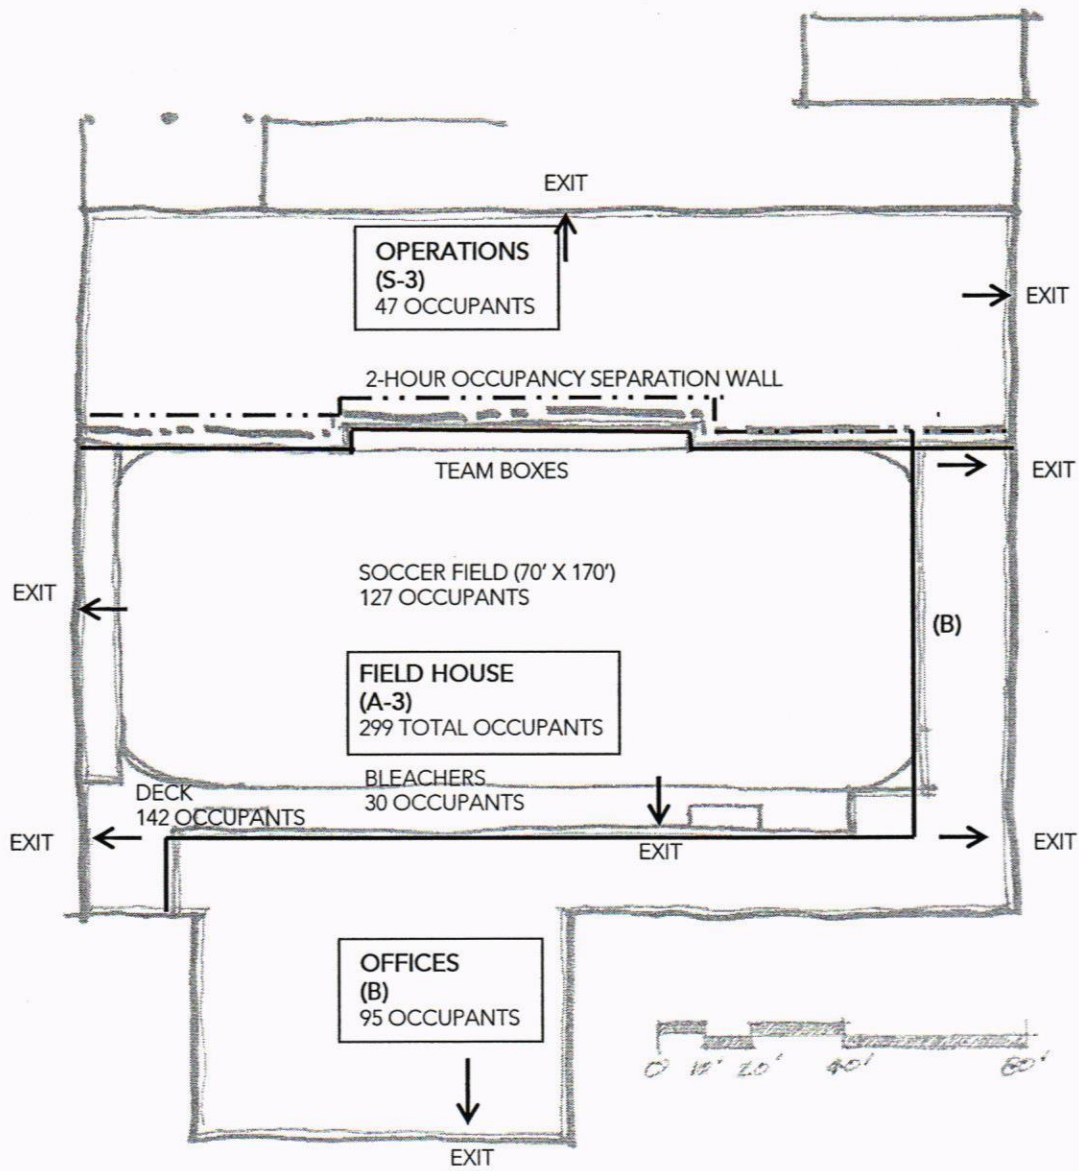 EXIT
OPERATIONS
(S-3)
47 OCCUPANTS
EXIT
2-HOUR OCCUPANCY SEPARATION WALL
TEAM BOXES
EXIT
SOCCER FIELD (70' X 170')
127 OCCUPANTS
EXIT
(B)
FIELD HOUSE
(A-3)
299 TOTAL OCCUPANTS
DECK
142 OCCUPANTS
BLEACHERS
30 OCCUPANTS
EXIT
EXIT
EXIT
OFFICES
(B)
95 OCCUPANTS
0 10' 20' 40' 80'
EXIT